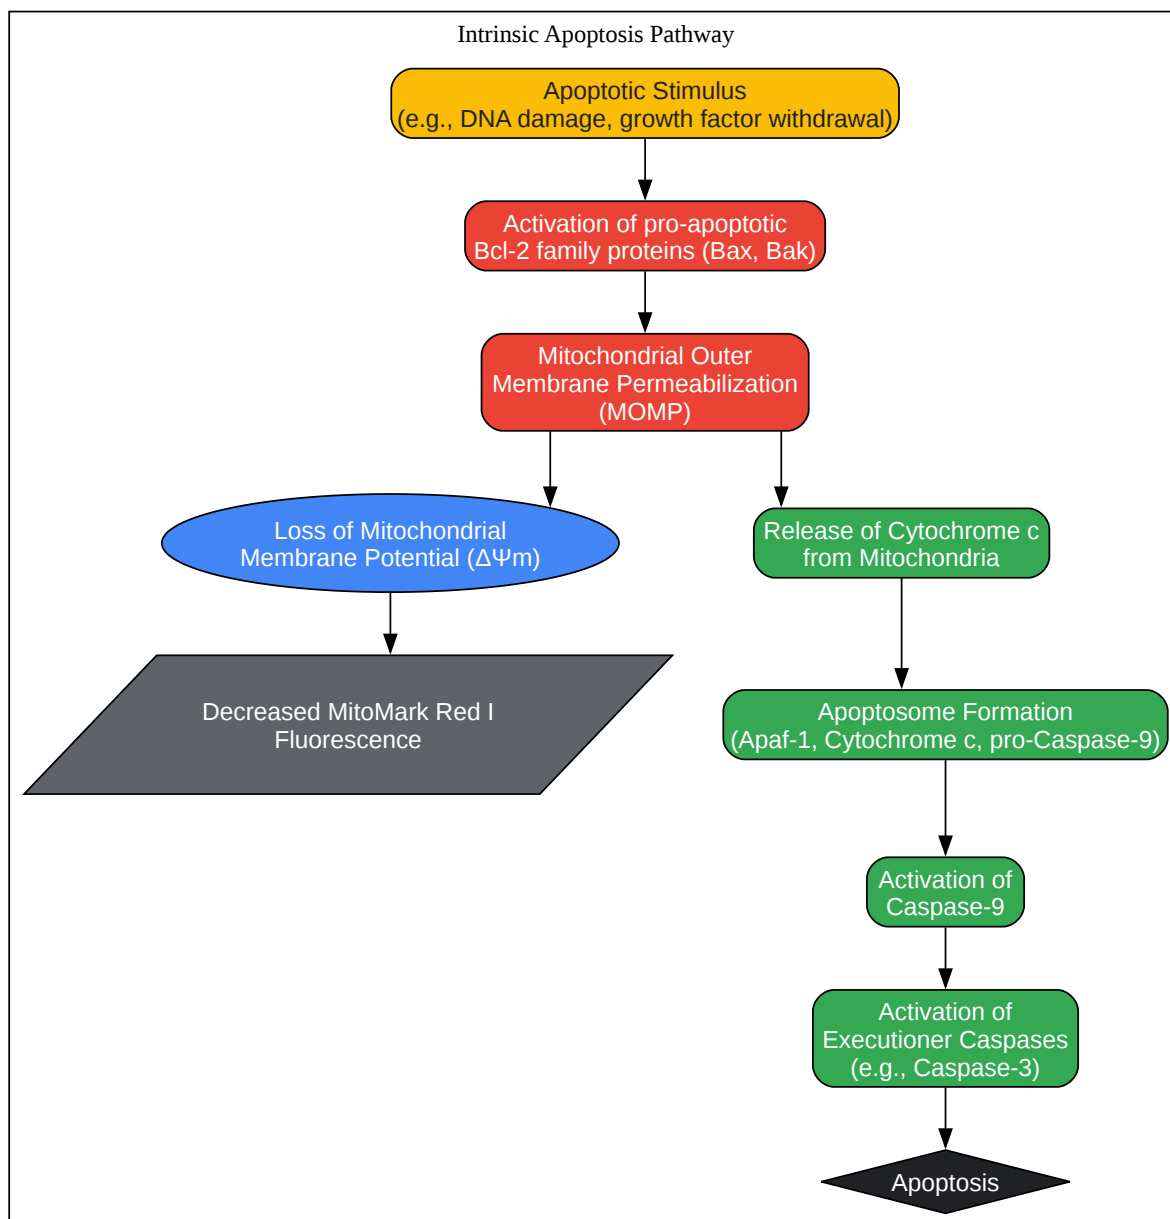 Intrinsic Apoptosis Pathway
Apoptotic Stimulus
(e.g., DNA damage, growth factor withdrawal)
Activation of pro-apoptotic
Bcl-2 family proteins (Bax, Bak)
Mitochondrial Outer
Membrane Permeabilization
(MOMP)
Loss of Mitochondrial
Membrane Potential (ΔΨm)
Release of Cytochrome c
from Mitochondria
Decreased MitoMark Red I
Fluorescence
Apoptosome Formation
(Apaf-1, Cytochrome c, pro-Caspase-9)
Activation of
Caspase-9
Activation of
Executioner Caspases
(e.g., Caspase-3)
Apoptosis